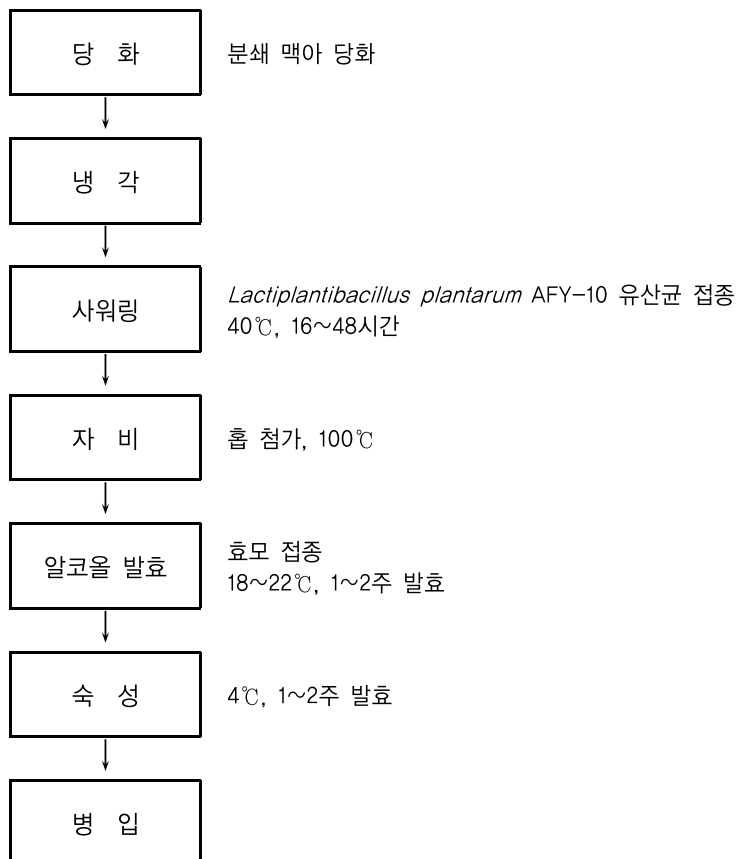 당 화 분쇄 맥아 당화
냉 각
사워링 Lactiplantibacillus plantarum AFY-10 유산균 접종
40℃, 16~48시간
자 비 홉 첨가, 100℃
알코올 발효 효모 접종
18~22℃, 1~2주 발효
숙 성 4℃, 1~2주 발효
병 입